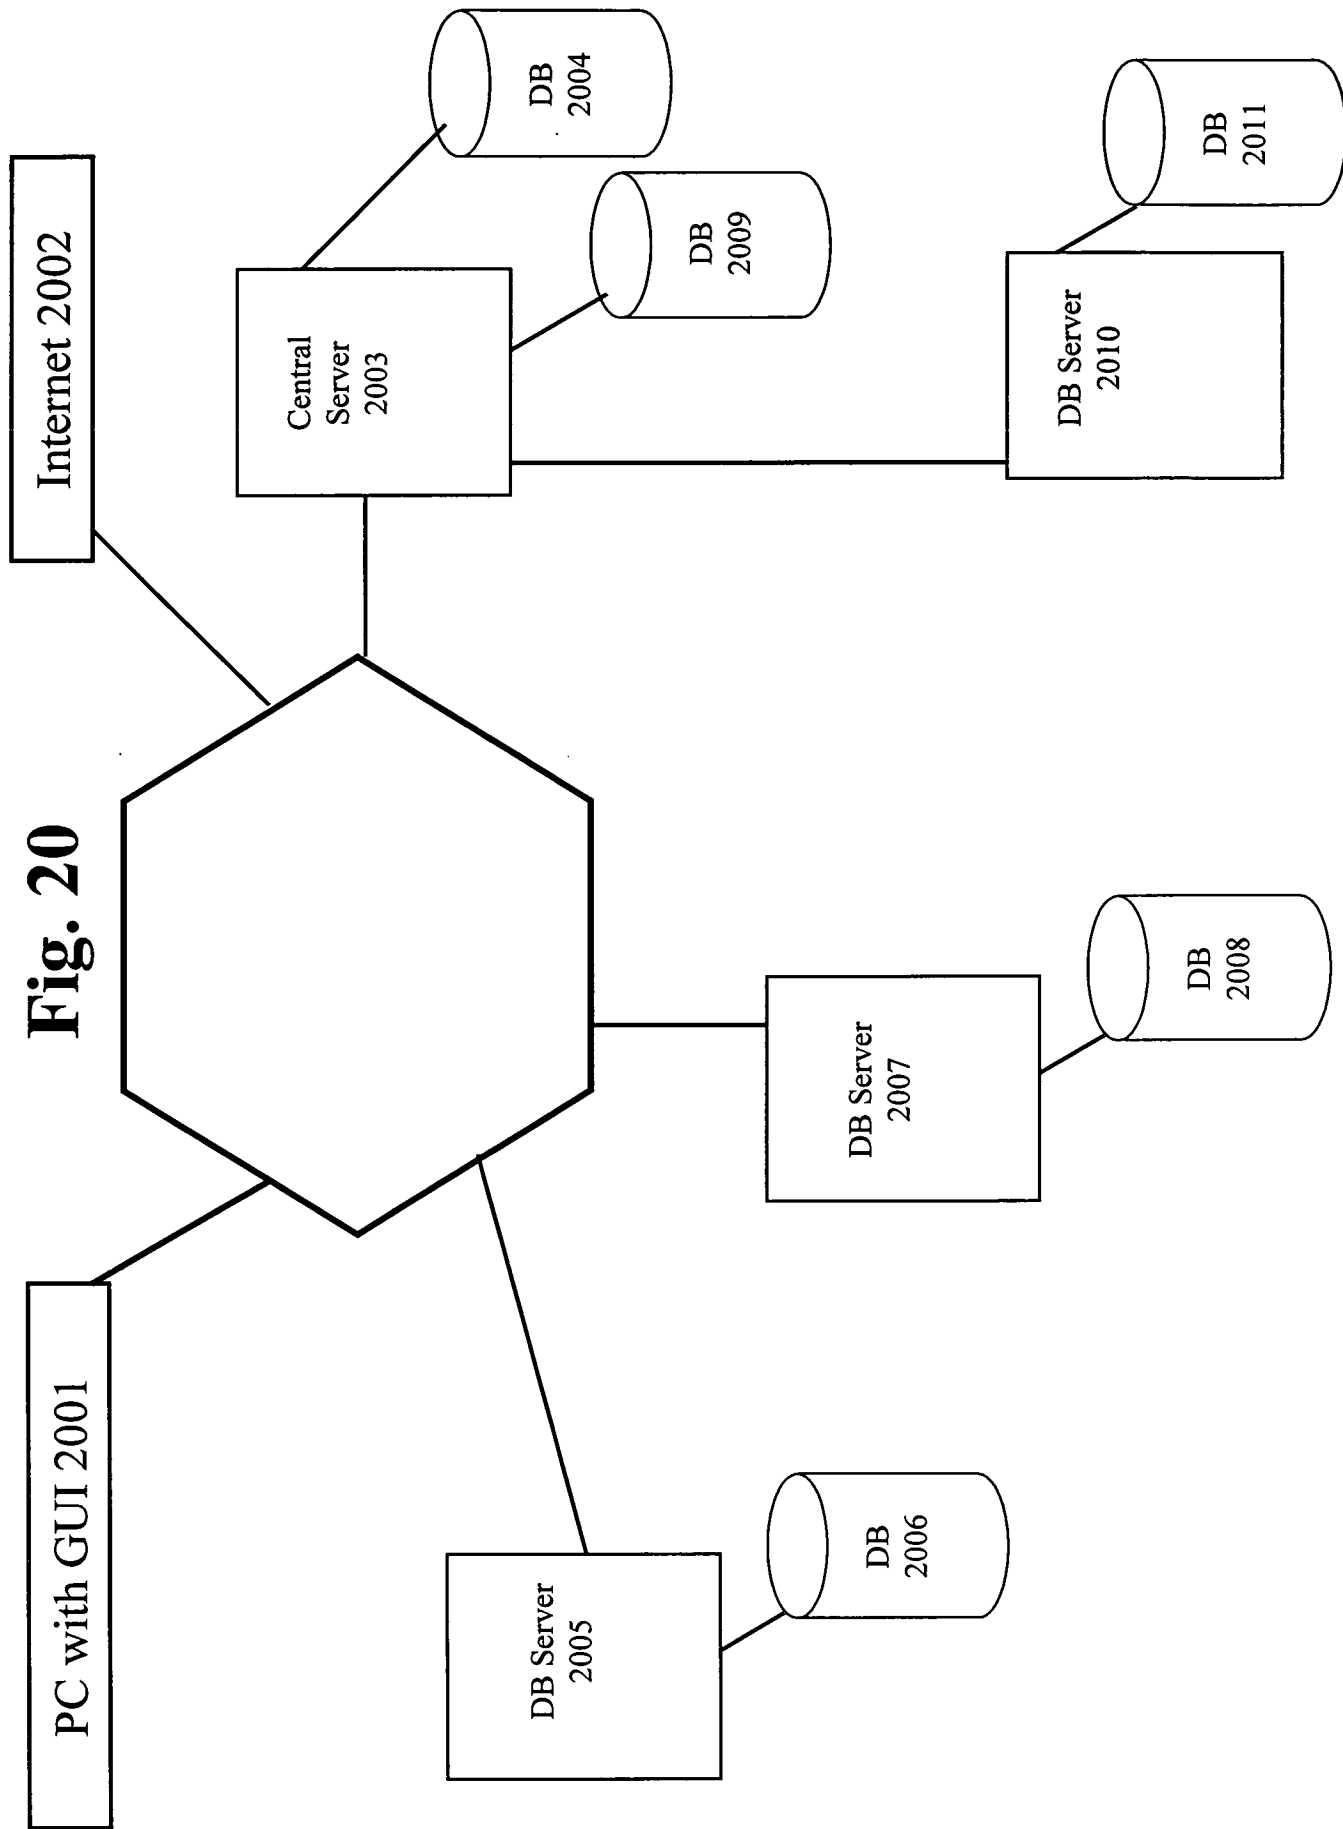 Fig. 20
PC with GUI 2001
Internet 2002
Central
Server
2003
DB
2004
DB
2009
DB Server
2005
DB
2006
DB Server
2007
DB
2008
DB Server
2010
DB
2011